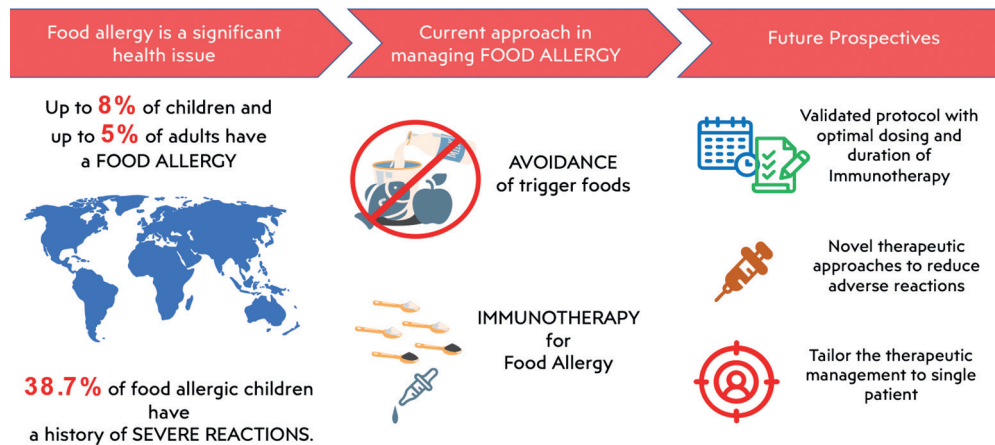 Food allergy is a significant
health issue
Current approach in
managing FOOD ALLERGY
Future Prospectives
Up to 8% of children and
up to 5% of adults have
a FOOD ALLERGY
38.7% of food allergic children
have
a history of SEVERE REACTIONS.
AVOIDANCE
of trigger foods
IMMUNOTHERAPY
for
Food Allergy
Validated protocol with
optimal dosing and
duration of
Immunotherapy
Novel therapeutic
approaches to reduce
adverse reactions
Tailor the therapeutic
management to single
patient